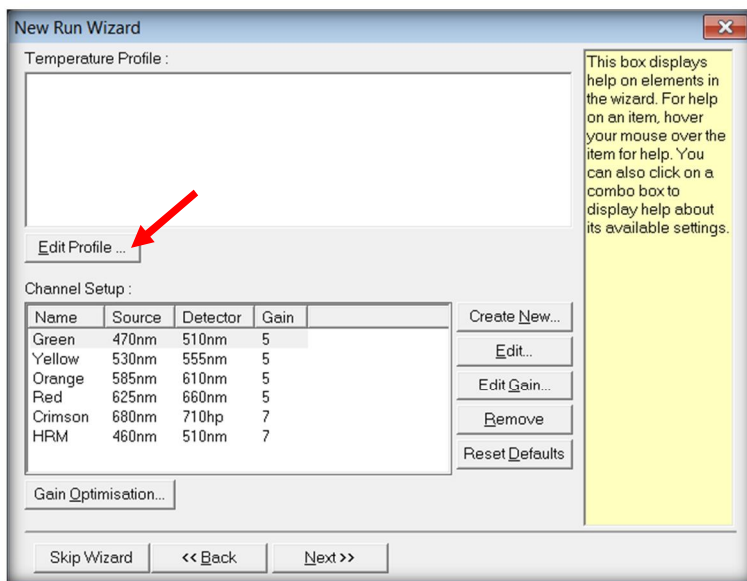 New Run Wizard
Temperature Profile :
This box displays
help on elements in
the wizard. For help
on an item, hover
your mouse over the
item for help. You
can also click on a
combo box to
display help about
its available settings.
Edit Profile ...
Channel Setup :
Name Source Detector Gain
Green 470nm 510nm 5
Yellow 530nm 555nm 5
Orange 585nm 610nm 5
Red 625nm 660nm 5
Crimson 680nm 710hp 7
HRM 460nm 510nm 7
Create New...
Edit...
Edit Gain...
Remove
Reset Defaults
Gain Optimisation...
Skip Wizard
<< Back
Next >>